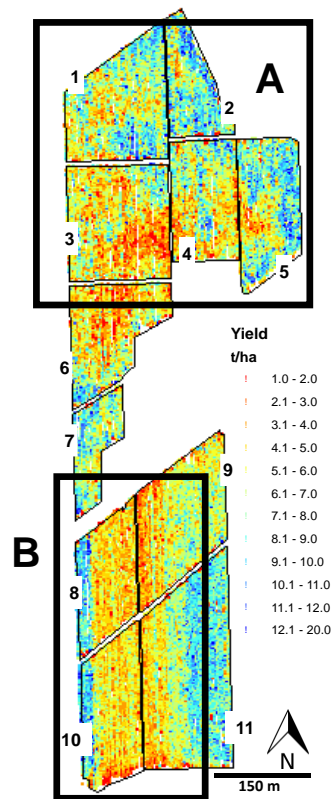 A
1
2
3
4
5
Yield
t/ha
6
1.0 - 2.0
2.1 - 3.0
3.1 - 4.0
4.1 - 5.0
5.1 - 6.0
6.1 - 7.0
7.1 - 8.0
8.1 - 9.0
9.1 - 10.0
10.1 - 11.0
11.1 - 12.0
12.1 - 20.0
7
9
B
8
10
11
N
150 m